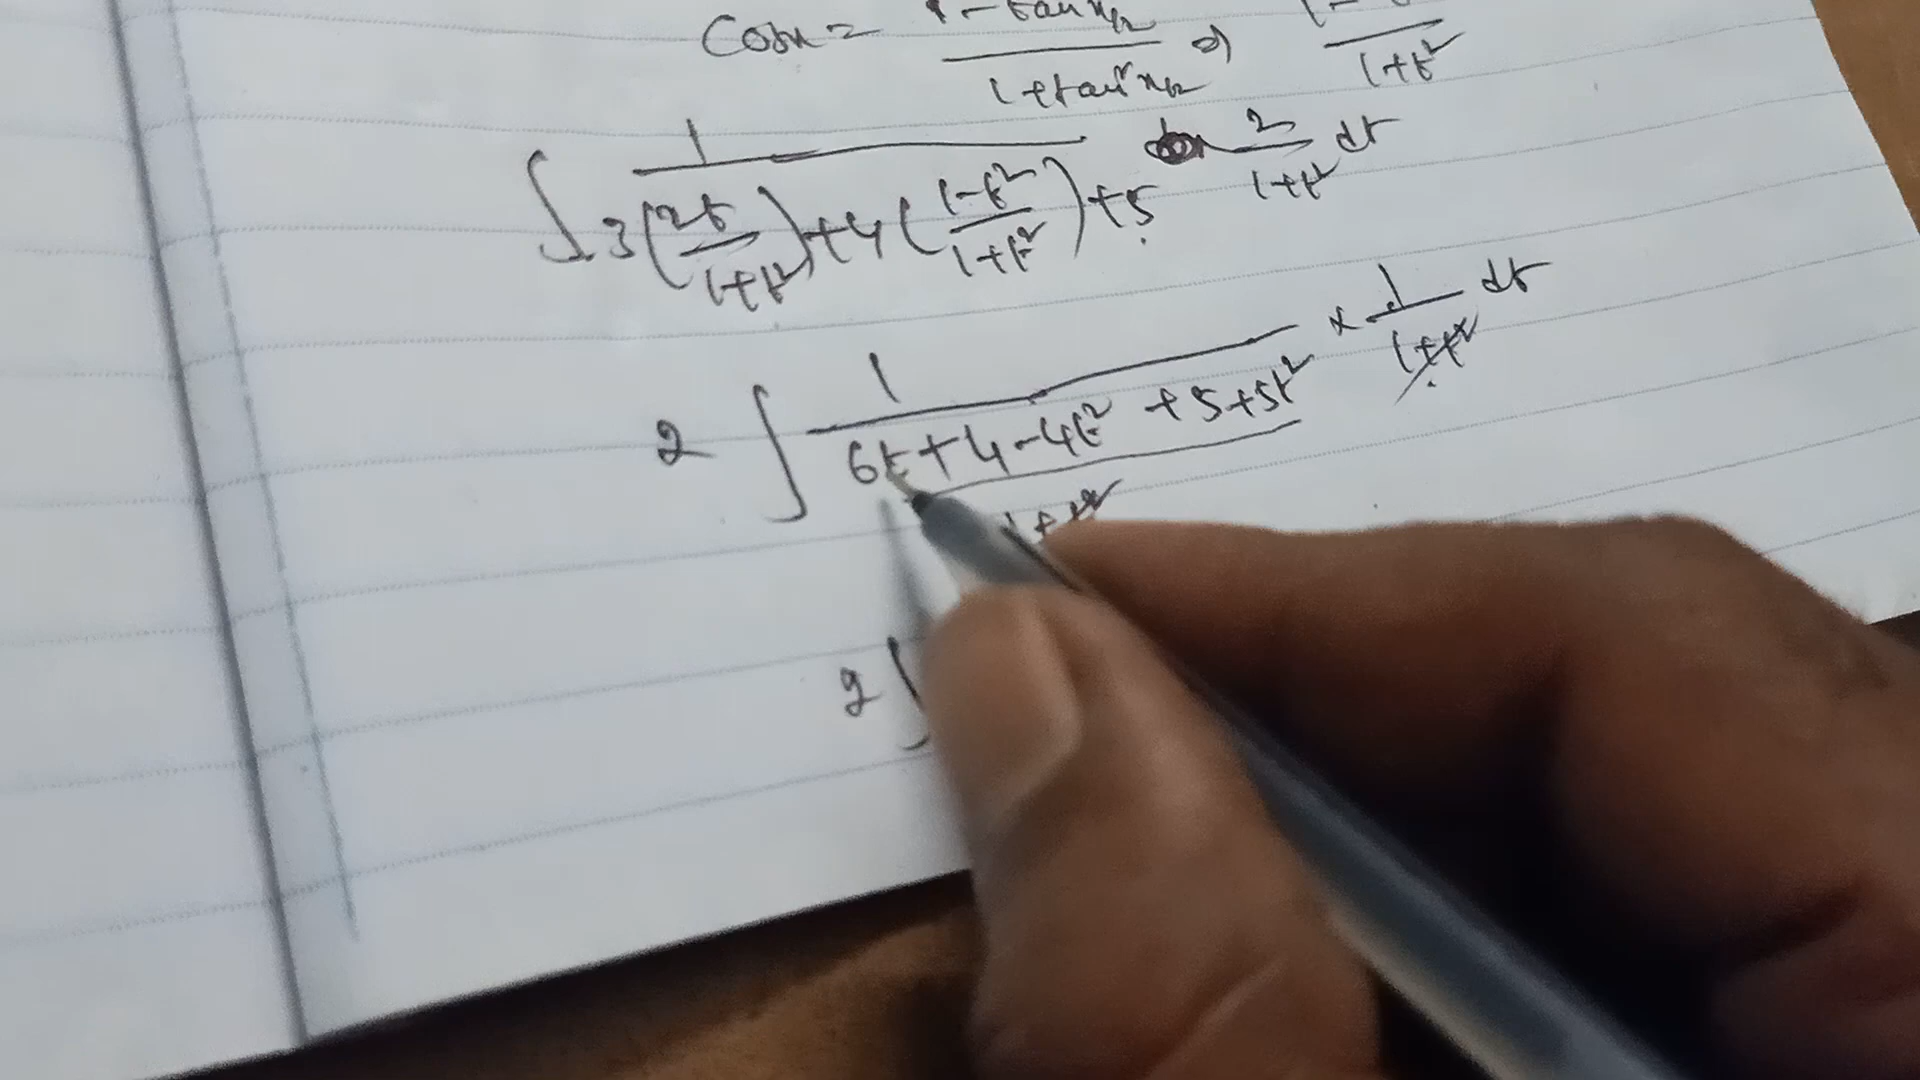 Cosx = 1 - tan²x/2 / 1+tan²x/2 ⇒ / 1+t²
∫ 1 / 3(2t/1+t²)+4(1-t²/1+t²)+5 2/1+t² dt
2 ∫ 1 / 6t+4-4t²+5+5t² / 1+t² × 1/1+t² dt
2 ∫